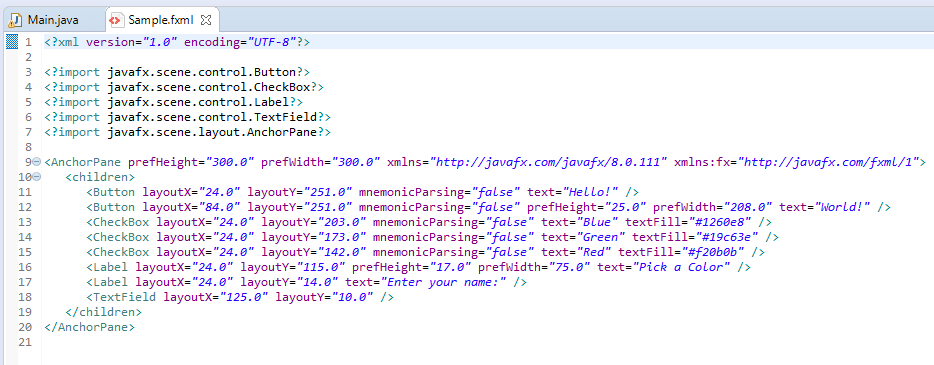 Main.java Sample.fxml
1 <?xml version="1.0" encoding="UTF-8"?>
2
3 <?import javafx.scene.control.Button?>
4 <?import javafx.scene.control.CheckBox?>
5 <?import javafx.scene.control.Label?>
6 <?import javafx.scene.control.TextField?>
7 <?import javafx.scene.layout.AnchorPane?>
8
9 <AnchorPane prefHeight="300.0" prefWidth="300.0" xmlns="http://javafx.com/javafx/8.0.111" xmlns:fx="http://javafx.com/fxml/1">
10 <children>
11 <Button layoutX="24.0" layoutY="251.0" mnemonicParsing="false" text="Hello!" />
12 <Button layoutX="84.0" layoutY="251.0" mnemonicParsing="false" prefHeight="25.0" prefWidth="208.0" text="World!" />
13 <CheckBox layoutX="24.0" layoutY="203.0" mnemonicParsing="false" text="Blue" textFill="#1260e8" />
14 <CheckBox layoutX="24.0" layoutY="173.0" mnemonicParsing="false" text="Green" textFill="#19c63e" />
15 <CheckBox layoutX="24.0" layoutY="142.0" mnemonicParsing="false" text="Red" textFill="#f20b0b" />
16 <Label layoutX="24.0" layoutY="115.0" prefHeight="17.0" prefWidth="75.0" text="Pick a Color" />
17 <Label layoutX="24.0" layoutY="14.0" text="Enter your name:" />
18 <TextField layoutX="125.0" layoutY="10.0" />
19 </children>
20 </AnchorPane>
21